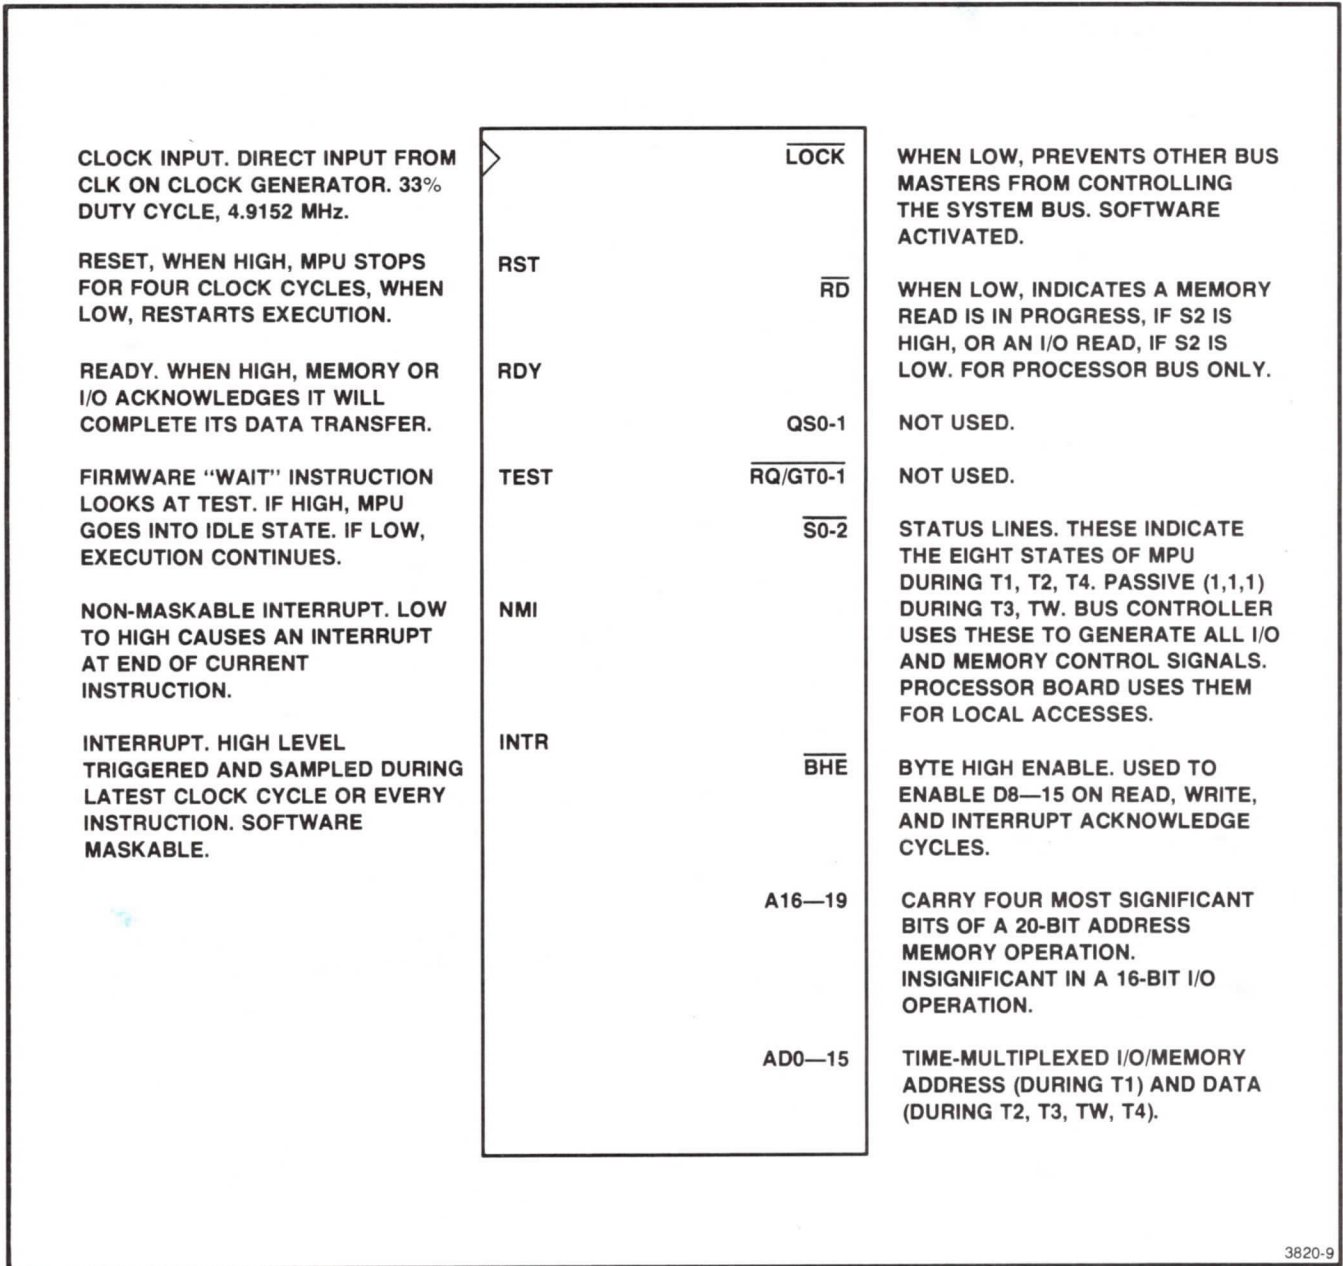 CLOCK INPUT. DIRECT INPUT FROM
CLK ON CLOCK GENERATOR. 33%
DUTY CYCLE, 4.9152 MHz.
RESET, WHEN HIGH, MPU STOPS
FOR FOUR CLOCK CYCLES, WHEN
LOW, RESTARTS EXECUTION.
READY. WHEN HIGH, MEMORY OR
I/O ACKNOWLEDGES IT WILL
COMPLETE ITS DATA TRANSFER.
FIRMWARE “WAIT” INSTRUCTION
LOOKS AT TEST. IF HIGH, MPU
GOES INTO IDLE STATE. IF LOW,
EXECUTION CONTINUES.
NON-MASKABLE INTERRUPT. LOW
TO HIGH CAUSES AN INTERRUPT
AT END OF CURRENT
INSTRUCTION.
INTERRUPT. HIGH LEVEL
TRIGGERED AND SAMPLED DURING
LATEST CLOCK CYCLE OR EVERY
INSTRUCTION. SOFTWARE
MASKABLE.
RST
RDY
TEST
NMI
INTR
LOCK
RD
QS0-1
RQ/GT0-1
S0-2
BHE
A16—19
AD0—15
WHEN LOW, PREVENTS OTHER BUS
MASTERS FROM CONTROLLING
THE SYSTEM BUS. SOFTWARE
ACTIVATED.
WHEN LOW, INDICATES A MEMORY
READ IS IN PROGRESS, IF S2 IS
HIGH, OR AN I/O READ, IF S2 IS
LOW. FOR PROCESSOR BUS ONLY.
NOT USED.
NOT USED.
STATUS LINES. THESE INDICATE
THE EIGHT STATES OF MPU
DURING T1, T2, T4. PASSIVE (1,1,1)
DURING T3, TW. BUS CONTROLLER
USES THESE TO GENERATE ALL I/O
AND MEMORY CONTROL SIGNALS.
PROCESSOR BOARD USES THEM
FOR LOCAL ACCESSES.
BYTE HIGH ENABLE. USED TO
ENABLE D8—15 ON READ, WRITE,
AND INTERRUPT ACKNOWLEDGE
CYCLES.
CARRY FOUR MOST SIGNIFICANT
BITS OF A 20-BIT ADDRESS
MEMORY OPERATION.
INSIGNIFICANT IN A 16-BIT I/O
OPERATION.
TIME-MULTIPLEXED I/O/MEMORY
ADDRESS (DURING T1) AND DATA
(DURING T2, T3, TW, T4).
3820-9